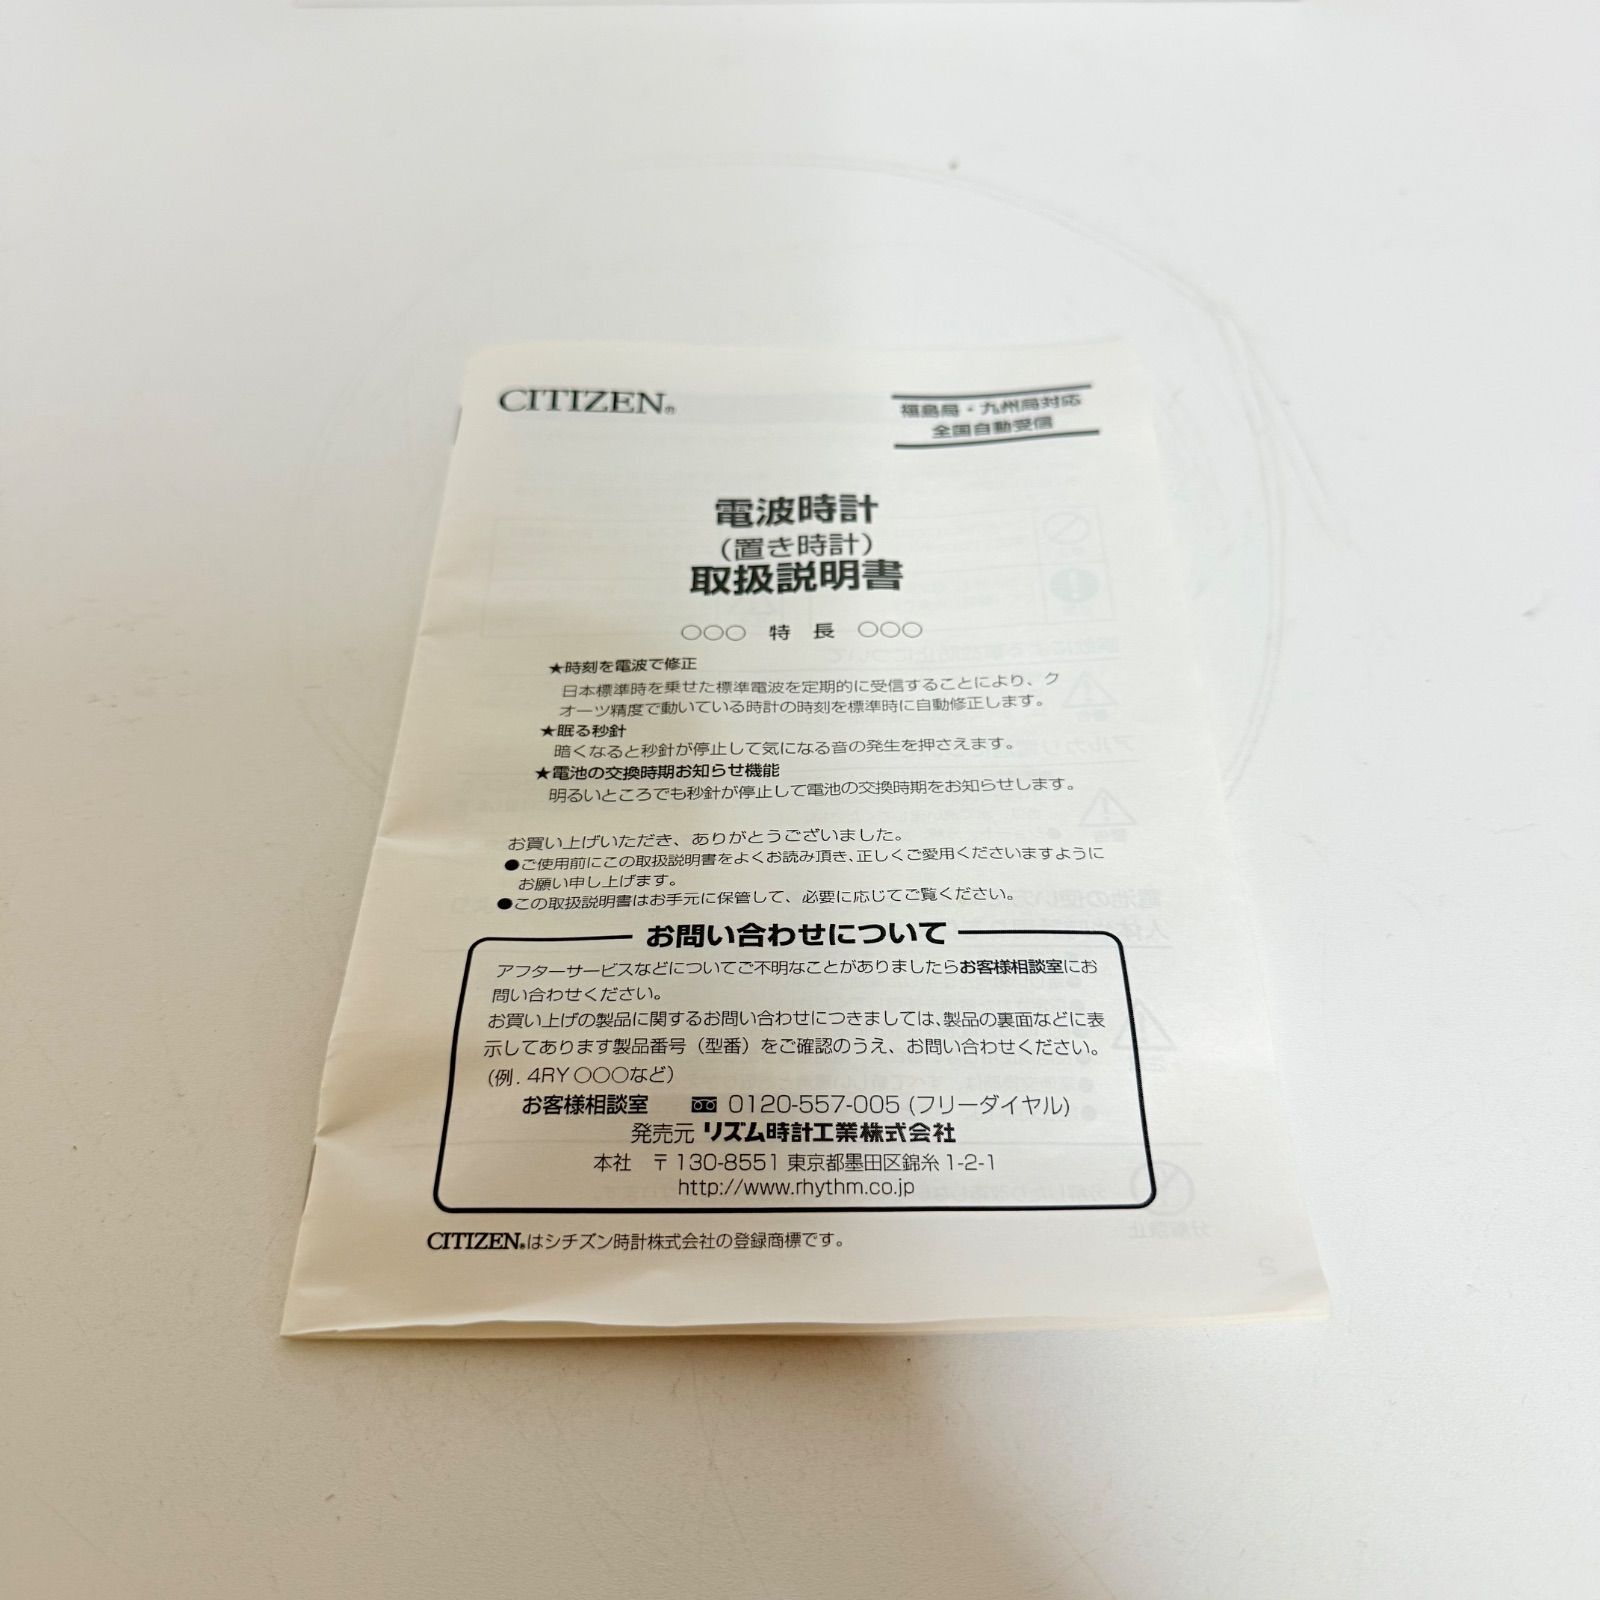 CITIZEN®
福島局・九州局対応
全国自動受信
電波時計
（置き時計）
取扱説明書
○○○ 特 長 ○○○
★時刻を電波で修正
日本標準時を乗せた標準電波を定期的に受信することにより、ク
オーツ精度で動いている時計の時刻を標準時に自動修正します。
★眠る秒針
暗くなると秒針が停止して気になる音の発生を押さえます。
★電池の交換時期お知らせ機能
明るいところでも秒針が停止して電池の交換時期をお知らせします。
お買い上げいただき、ありがとうございました。
●ご使用前にこの取扱説明書をよくお読み頂き、正しくご愛用くださいますように
お願い申し上げます。
●この取扱説明書はお手元に保管して、必要に応じてご覧ください。
お問い合わせについて
アフターサービスなどについてご不明なことがありましたらお客様相談室にお
問い合わせください。
お買い上げの製品に関するお問い合わせにつきましては、製品の裏面などに表
示してあります製品番号（型番）をご確認のうえ、お問い合わせください。
（例．4RY○○○など）
お客様相談室 0120-557-005 (フリーダイヤル)
発売元 リズム時計工業株式会社
本社 〒130-8551 東京都墨田区錦糸1-2-1
http://www.rhythm.co.jp
CITIZEN®はシチズン時計株式会社の登録商標です。